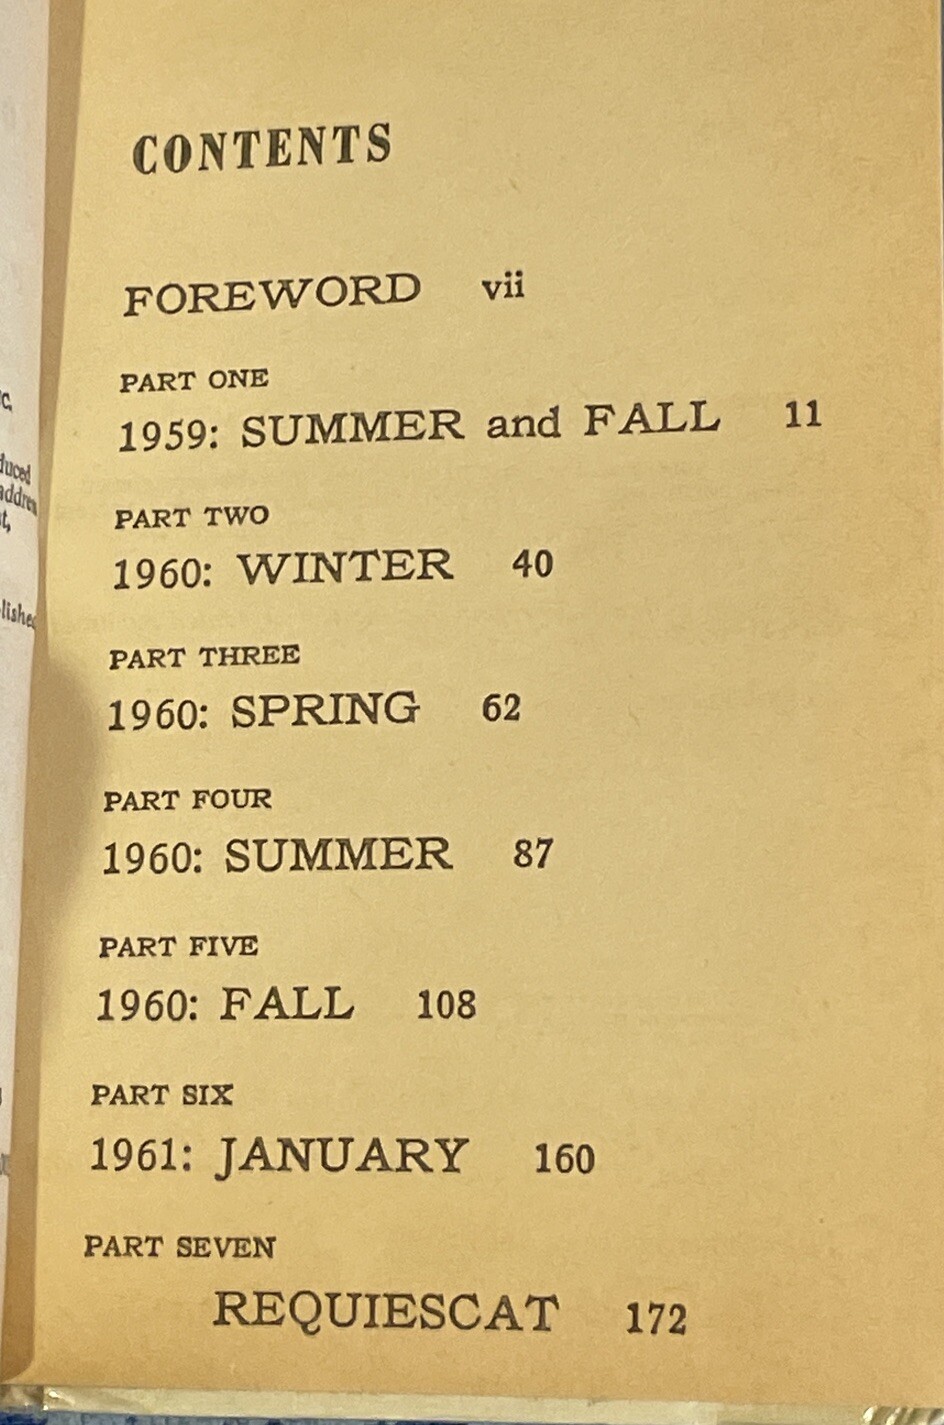 CONTENTS
FOREWORD vii
PART ONE
1959: SUMMER and FALL 11
PART TWO
1960: WINTER 40
PART THREE
1960: SPRING 62
PART FOUR
1960: SUMMER 87
PART FIVE
1960: FALL 108
PART SIX
1961: JANUARY 160
PART SEVEN
REQUIESCAT 172